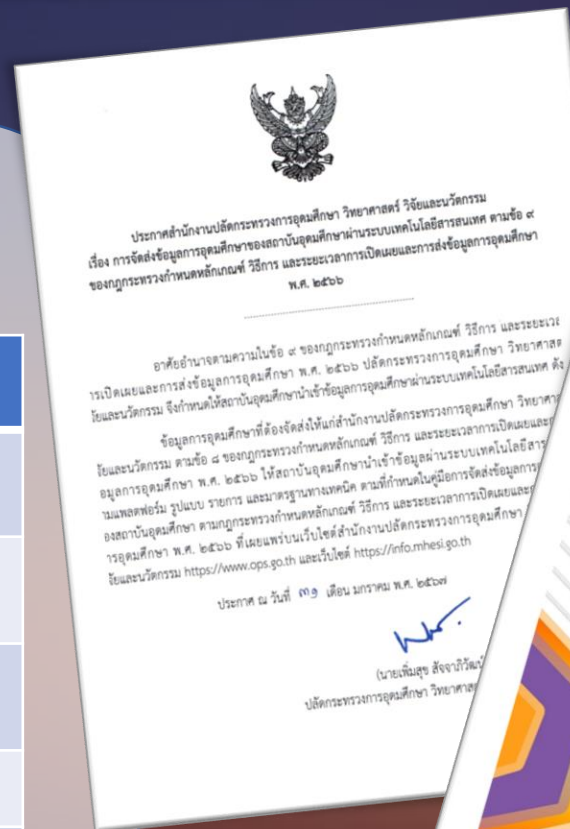 ประกาศสำนักงานปลัดกระทรวงการอุดมศึกษา วิทยาศาสตร์ วิจัยและนวัตกรรม
เรื่อง การจัดส่งข้อมูลการอุดมศึกษาของสถาบันอุดมศึกษาผ่านระบบเทคโนโลยีสารสนเทศ ตามข้อ ๙
ของกฎกระทรวงกำหนดหลักเกณฑ์ วิธีการ และระยะเวลาการเปิดเผยและการส่งข้อมูลการอุดมศึกษา
พ.ศ. ๒๕๖๖
อาศัยอำนาจตามความในข้อ ๙ ของกฎกระทรวงกำหนดหลักเกณฑ์ วิธีการ และระยะเว
ารเปิดเผยและการส่งข้อมูลการอุดมศึกษา พ.ศ. ๒๕๖๖ ปลัดกระทรวงการอุดมศึกษา วิทยาศาส
ัยและนวัตกรรม จึงกำหนดให้สถาบันอุดมศึกษานำเข้าข้อมูลการอุดมศึกษาผ่านระบบเทคโนโลยีสารสนเทศ ดัง
ข้อมูลการอุดมศึกษาที่ต้องจัดส่งให้แก่สำนักงานปลัดกระทรวงการอุดมศึกษา วิทยาศา
ัยและนวัตกรรม ตามข้อ ๘ ของกฎกระทรวงกำหนดหลักเกณฑ์ วิธีการ และระยะเวลาการเปิดเผยและ
อมูลการอุดมศึกษา พ.ศ. ๒๕๖๖ ให้สถาบันอุดมศึกษานำเข้าข้อมูลผ่านระบบเทคโนโลยีสาร
ามแพลตฟอร์ม รูปแบบ รายการ และมาตรฐานทางเทคนิค ตามที่กำหนดในคู่มือการจัดส่งข้อมูลการ
องสถาบันอุดมศึกษา ตามกฎกระทรวงกำหนดหลักเกณฑ์ วิธีการ และระยะเวลาการเปิดเผยและ
ารอุดมศึกษา พ.ศ. ๒๕๖๖ ที่เผยแพร่บนเว็บไซต์สำนักงานปลัดกระทรวงการอุดมศึกษา
ัยและนวัตกรรม https://www.ops.go.th และเว็บไซต์ https://info.mhesi.go.th
ประกาศ ณ วันที่ ๓๑ เดือน มกราคม พ.ศ. ๒๕๖๗
(นายเพิ่มสุข สัจจาภิวัฒน์
ปลัดกระทรวงการอุดมศึกษา วิทยาศาส